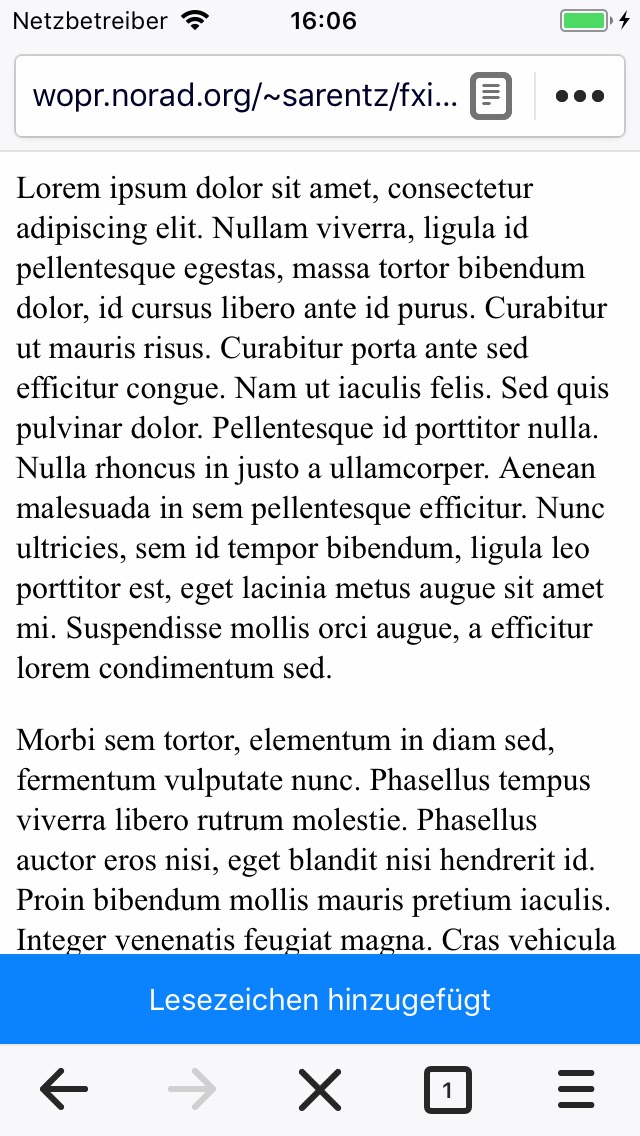 Netzbetreiber 16:06
wopr.norad.org/~sarentz/fxi...
Lorem ipsum dolor sit amet, consectetur
adipiscing elit. Nullam viverra, ligula id
pellentesque egestas, massa tortor bibendum
dolor, id cursus libero ante id purus. Curabitur
ut mauris risus. Curabitur porta ante sed
efficitur congue. Nam ut iaculis felis. Sed quis
pulvinar dolor. Pellentesque id porttitor nulla.
Nulla rhoncus in justo a ullamcorper. Aenean
malesuada in sem pellentesque efficitur. Nunc
ultricies, sem id tempor bibendum, ligula leo
porttitor est, eget lacinia metus augue sit amet
mi. Suspendisse mollis orci augue, a efficitur
lorem condimentum sed.
Morbi sem tortor, elementum in diam sed,
fermentum vulputate nunc. Phasellus tempus
viverra libero rutrum molestie. Phasellus
auctor eros nisi, eget blandit nisi hendrerit id.
Proin bibendum mollis mauris pretium iaculis.
Integer venenatis feugiat magna. Cras vehicula
Lesezeichen hinzugefügt
1